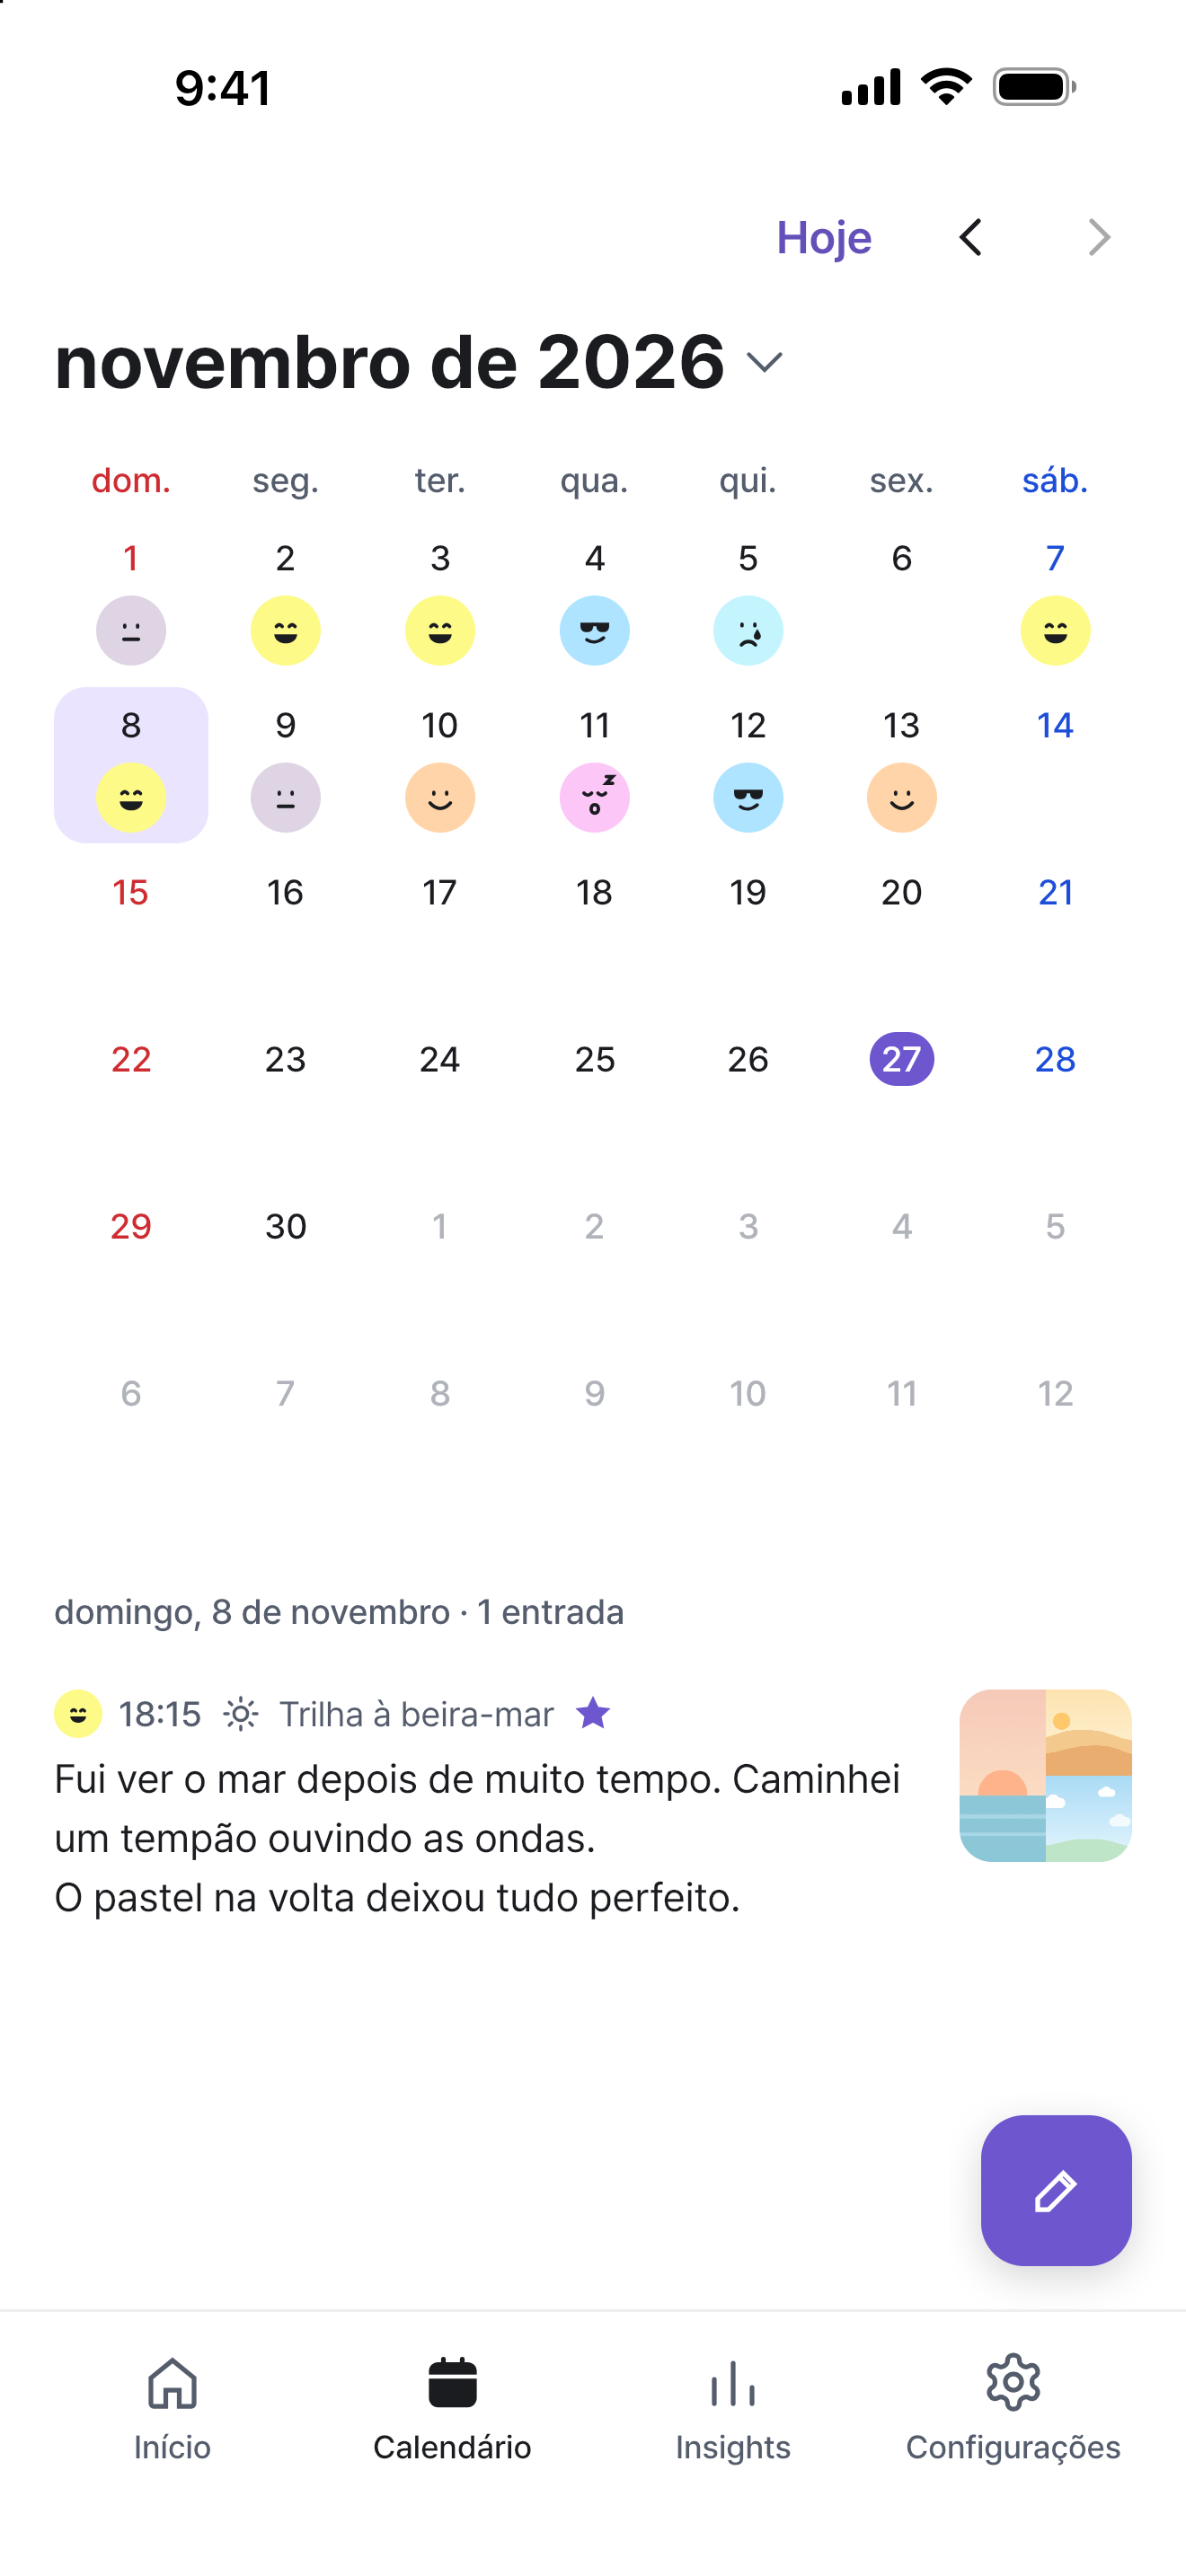 9:41
Hoje
novembro de 2026
dom. seg. ter. qua. qui. sex. sáb.
1 2 3 4 5 6 7
8 9 10 11 12 13 14
15 16 17 18 19 20 21
22 23 24 25 26 27 28
29 30 1 2 3 4 5
6 7 8 9 10 11 12
domingo, 8 de novembro · 1 entrada
18:15 Trilha à beira-mar
Fui ver o mar depois de muito tempo. Caminhei
um tempão ouvindo as ondas.
O pastel na volta deixou tudo perfeito.
Início Calendário Insights Configurações